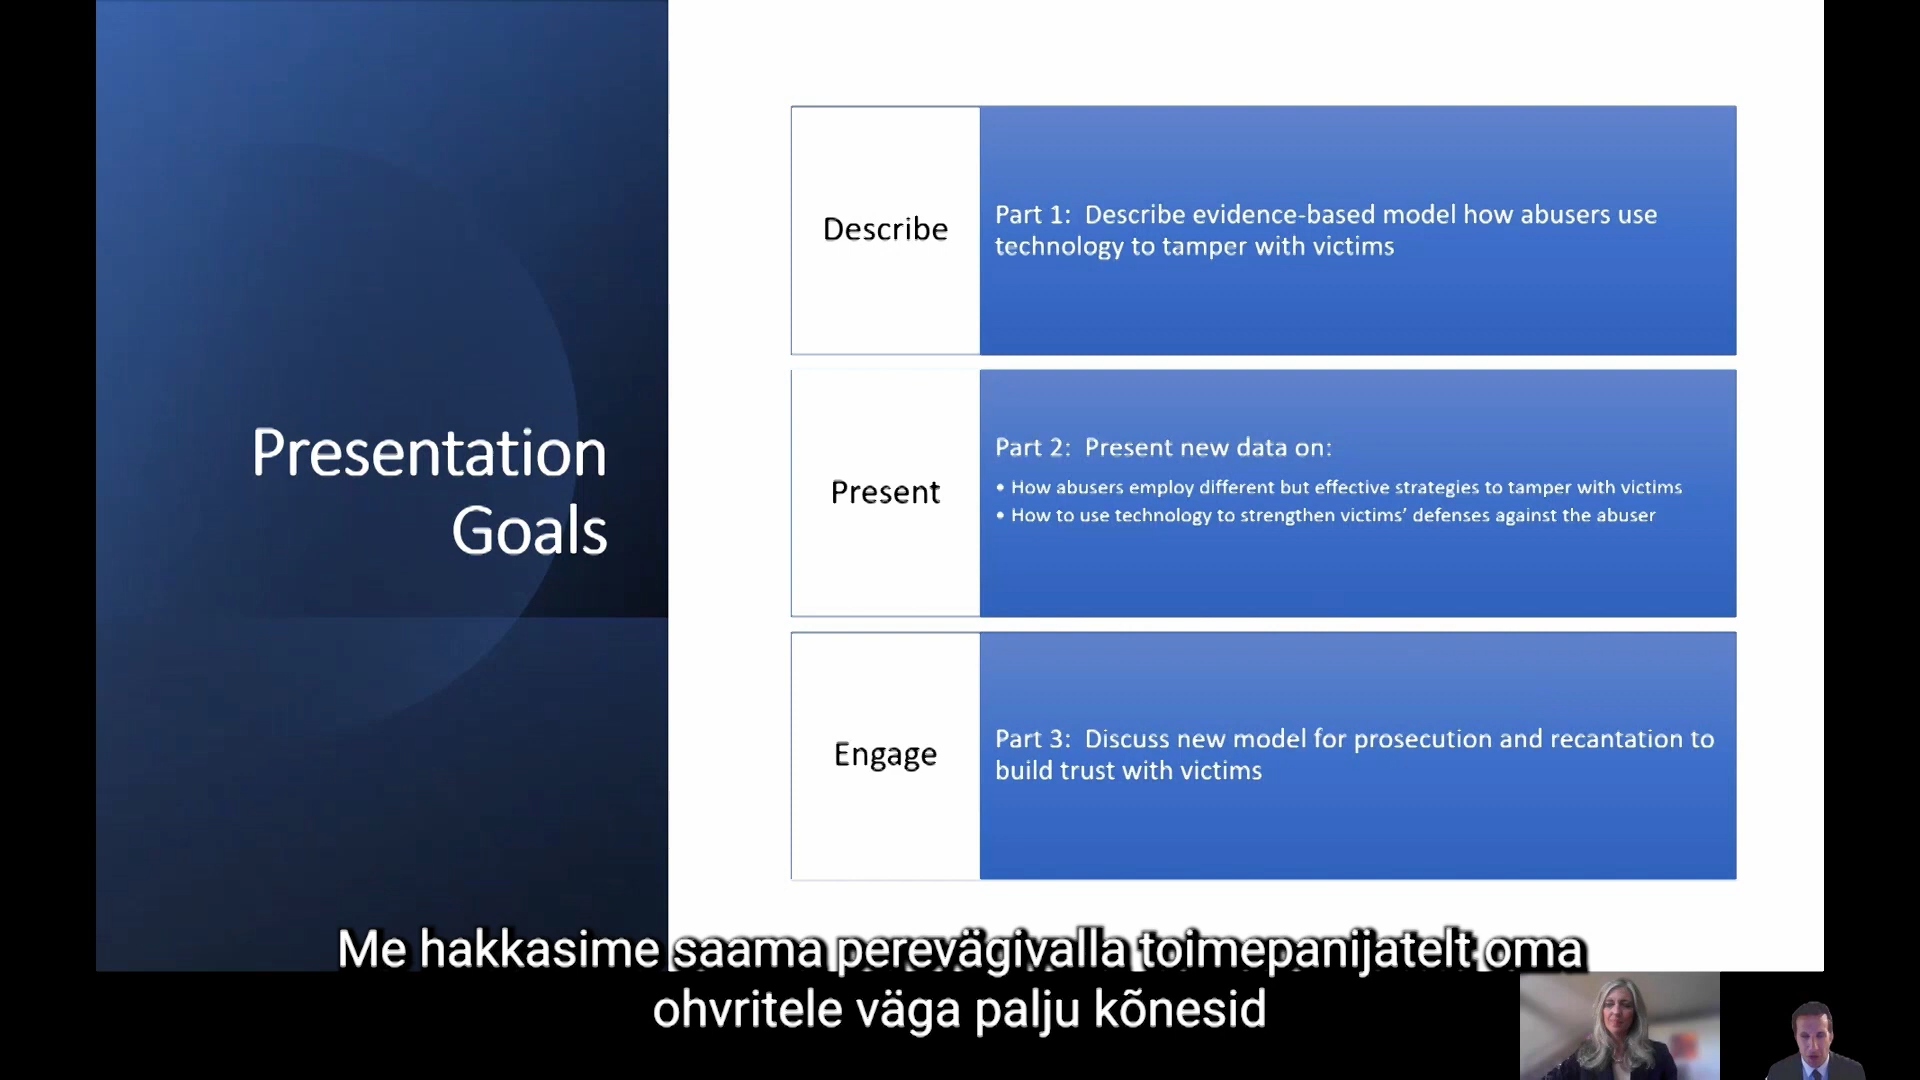 Presentation
Goals
Describe
Part 1:  Describe evidence-based model how abusers use
technology to tamper with victims
Present
Part 2:  Present new data on:
• How abusers employ different but effective strategies to tamper with victims
• How to use technology to strengthen victims’ defenses against the abuser
Engage
Part 3:  Discuss new model for prosecution and recantation to
build trust with victims
Me hakkasime saama perevägivalla toimepanijatelt oma
ohvritele väga palju kõnesid